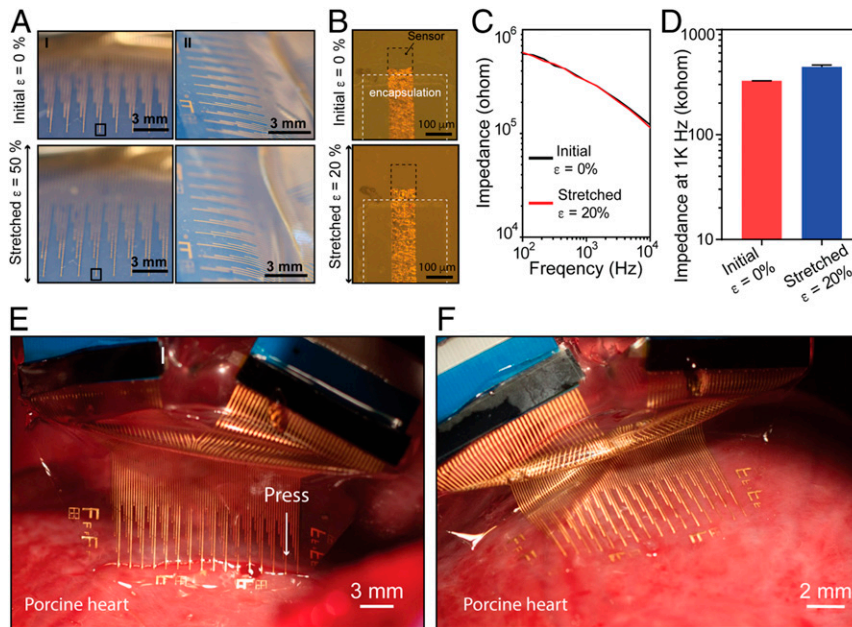 A
B
C
D
I
II
Initial ε = 0 %
3 mm
3 mm
Stretched ε = 50 %
3 mm
3 mm
Initial ε = 0 %
Sensor
encapsulation
100 μm
Stretched ε = 20 %
100 μm
Impedance (ohom)
10⁶
10⁵
10⁴
Initial
ε = 0%
Stretched
ε = 20%
10² 10³ 10⁴
Freqency (Hz)
Impedance at 1K Hz (kohom)
1000
100
10
Initial
ε = 0%
Stretched
ε = 20%
E
F
Press
Porcine heart
3 mm
Porcine heart
2 mm